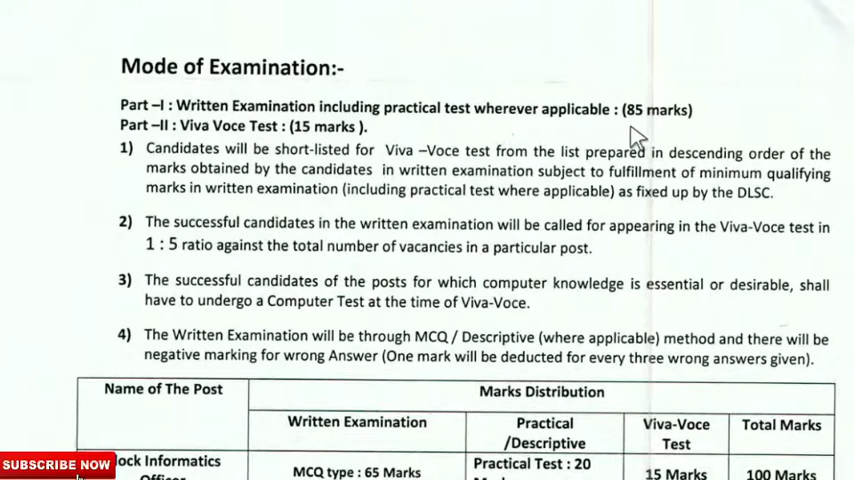 Mode of Examination:-
Part –I : Written Examination including practical test wherever applicable : (85 marks)
Part –II : Viva Voce Test : (15 marks ).
1) Candidates will be short-listed for Viva –Voce test from the list prepared in descending order of the
marks obtained by the candidates in written examination subject to fulfillment of minimum qualifying
marks in written examination (including practical test where applicable) as fixed up by the DLSC.
2) The successful candidates in the written examination will be called for appearing in the Viva-Voce test in
1 : 5 ratio against the total number of vacancies in a particular post.
3) The successful candidates of the posts for which computer knowledge is essential or desirable, shall
have to undergo a Computer Test at the time of Viva-Voce.
4) The Written Examination will be through MCQ / Descriptive (where applicable) method and there will be
negative marking for wrong Answer (One mark will be deducted for every three wrong answers given).
Name of The Post
Marks Distribution
Written Examination
Practical
/Descriptive
Viva-Voce
Test
Total Marks
SUBSCRIBE NOW
Informatics
MCQ type : 65 Marks
Practical Test : 20
15 Marks
100 Marks